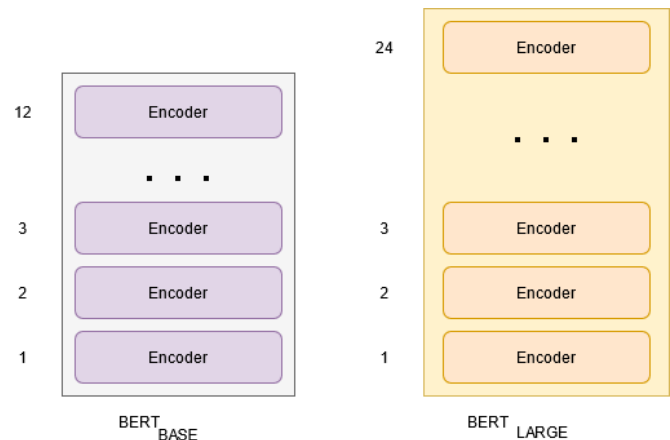 12 Encoder
. . .
3 Encoder
2 Encoder
1 Encoder
BERT BASE
24 Encoder
. . .
3 Encoder
2 Encoder
1 Encoder
BERT LARGE